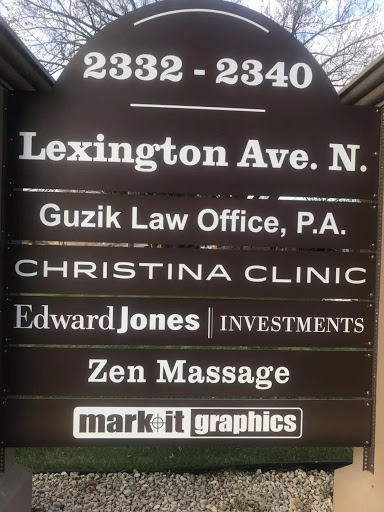 2332 - 2340
Lexington Ave. N.
Guzik Law Office, P.A.
CHRISTINA CLINIC
Edward Jones INVESTMENTS
Zen Massage
mark-it graphics